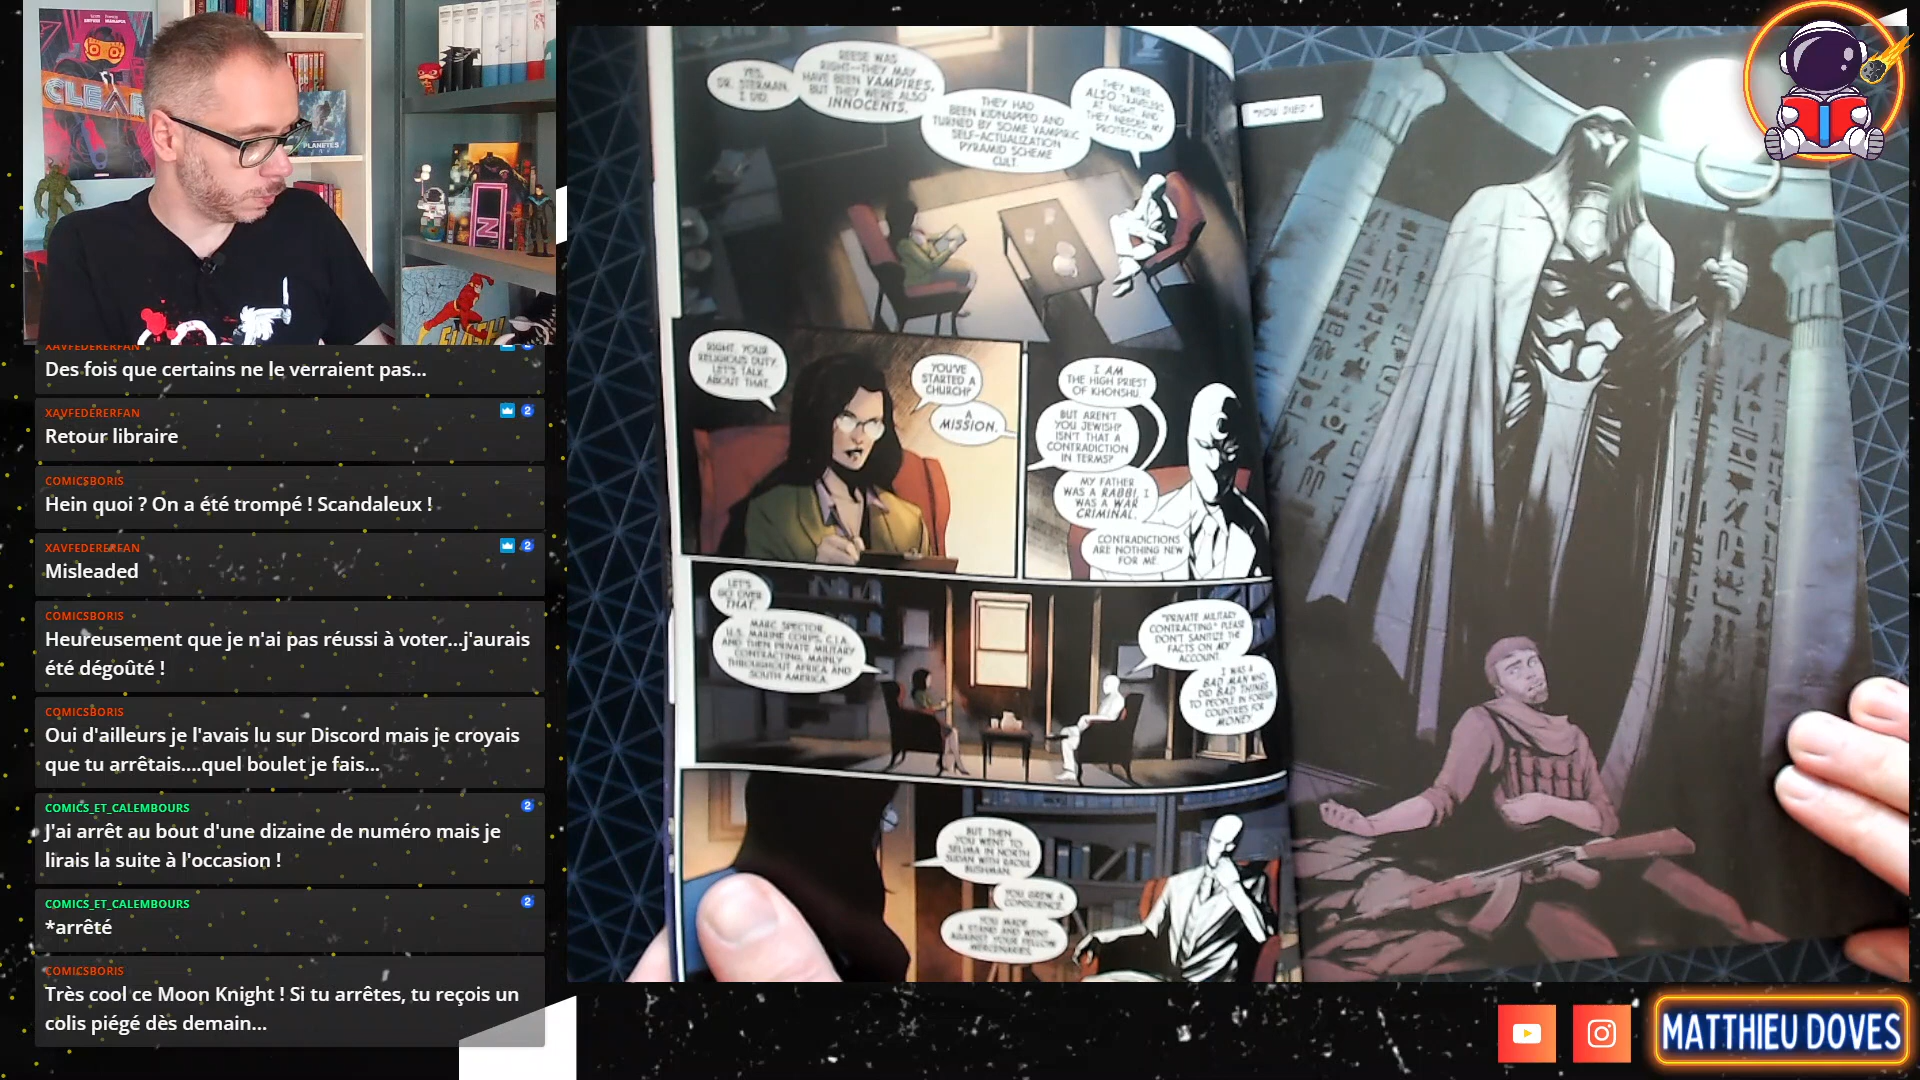 CLEAR
PLANETES
N
FLASH
XAVFEDERERFAN
2
Des fois que certains ne le verraient pas...
XAVFEDERERFAN
2
Retour libraire
COMICSBORIS
Hein quoi ? On a été trompé ! Scandaleux !
XAVFEDERERFAN
2
Misleaded
COMICSBORIS
Heureusement que je n'ai pas réussi à voter...j'aurais
été dégoûté !
COMICSBORIS
Oui d'ailleurs je l'avais lu sur Discord mais je croyais
que tu arrêtais....quel boulet je fais...
COMICS_ET_CALEMBOURS
2
J'ai arrêt au bout d'une dizaine de numéro mais je
lirais la suite à l'occasion !
COMICS_ET_CALEMBOURS
2
*arrêté
COMICSBORIS
Très cool ce Moon Knight ! Si tu arrêtes, tu reçois un
colis piégé dès demain...
YES,
DR. STERMAN.
I DID.
REESE WAS
RIGHT--THEY MAY
HAVE BEEN VAMPIRES,
BUT THEY WERE ALSO
INNOCENTS.
THEY HAD
BEEN KIDNAPPED AND
TURNED BY SOME VAMPIRIC
SELF-ACTUALIZATION
PYRAMID SCHEME
CULT.
THEY WERE
ALSO TRAVELERS
AT NIGHT, AND
THEY NEEDED MY
PROTECTION.
RIGHT. YOUR
RELIGIOUS DUTY.
LET'S TALK
ABOUT THAT.
YOU'VE
STARTED A
CHURCH?
A
MISSION.
I AM
THE HIGH PRIEST
OF KHONSHU.
BUT AREN'T
YOU JEWISH?
ISN'T THAT A
CONTRADICTION
IN TERMS?
MY FATHER
WAS A RABBI. I
WAS A WAR
CRIMINAL.
CONTRADICTIONS
ARE NOTHING NEW
FOR ME.
LET'S
GO OVER
THAT.
MARC SPECTOR.
U.S. MARINE CORPS, C.I.A.
AND THEN PRIVATE MILITARY
CONTRACTING, MAINLY
THROUGHOUT AFRICA AND
SOUTH AMERICA.
"PRIVATE MILITARY
CONTRACTING." PLEASE
DON'T SANITIZE THE
FACTS ON MY
ACCOUNT.
I WAS A
BAD MAN WHO
DID BAD THINGS
TO PEOPLE IN FOREIGN
COUNTRIES FOR
MONEY.
BUT THEN
YOU WENT TO
SELIMA IN NORTH
SUDAN WITH RAOUL
BUSHMAN.
YOU GREW A
CONSCIENCE.
YOU MADE
A STAND AND WENT
AGAINST YOUR FELLOW
MERCENARIES.
"YOU DIED."
MATTHIEU DOVES